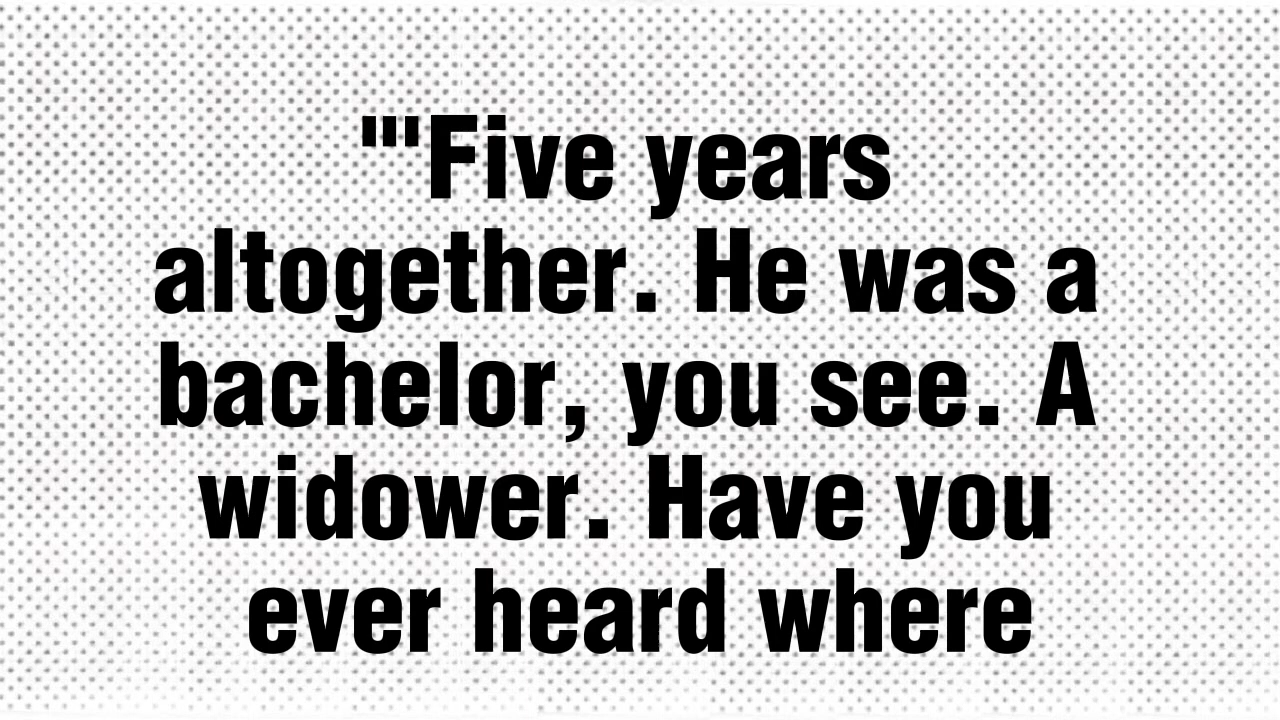 "'Five years
altogether. He was a
bachelor, you see. A
widower. Have you
ever heard where